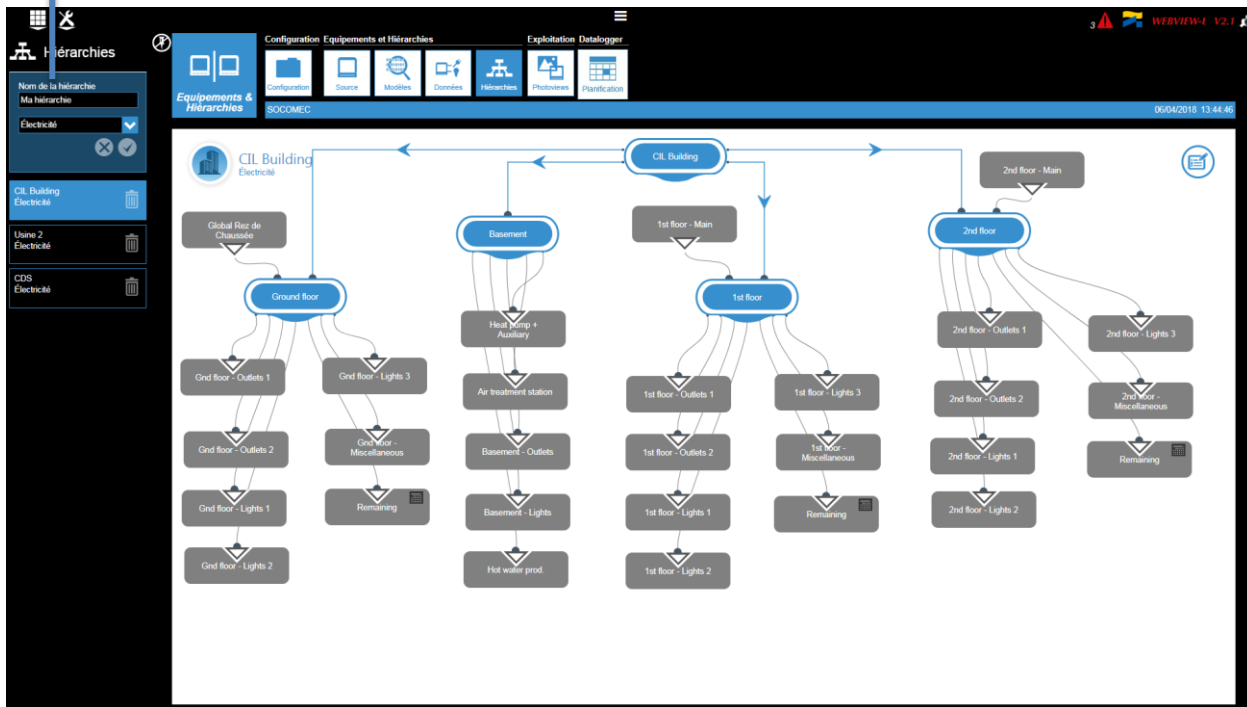 3
WEBVIEW-L V2.1
Hiérarchies
Configuration
Equipements et Hiérarchies
Exploitation
Datalogger
Nom de la hiérarchie
Ma hiérarchie
Électricité
Equipements &
Hiérarchies
Configuration
Source
Modèles
Données
Hiérarchies
Photoviews
Planification
SOCOMEC
06/04/2018 13:44:46
CIL Building
Électricité
Usine 2
Électricité
CDS
Électricité
CIL Building
Électricité
CIL Building
2nd floor - Main
Global Rez de
Chaussée
Basement
1st floor - Main
2nd floor
Ground floor
1st floor
Heat pump +
Auxiliary
2nd floor - Outlets 1
2nd floor - Lights 3
Gnd floor - Outlets 1
Gnd floor - Lights 3
Air treatment station
1st floor - Outlets 1
1st floor - Lights 3
2nd floor - Outlets 2
2nd floor -
Miscellaneous
Gnd floor - Outlets 2
Gnd floor -
Miscellaneous
Basement - Outlets
1st floor - Outlets 2
1st floor -
Miscellaneous
2nd floor - Lights 1
Remaining
Gnd floor - Lights 1
Remaining
Basement - Lights
1st floor - Lights 1
Remaining
2nd floor - Lights 2
Gnd floor - Lights 2
Hot water prod.
1st floor - Lights 2